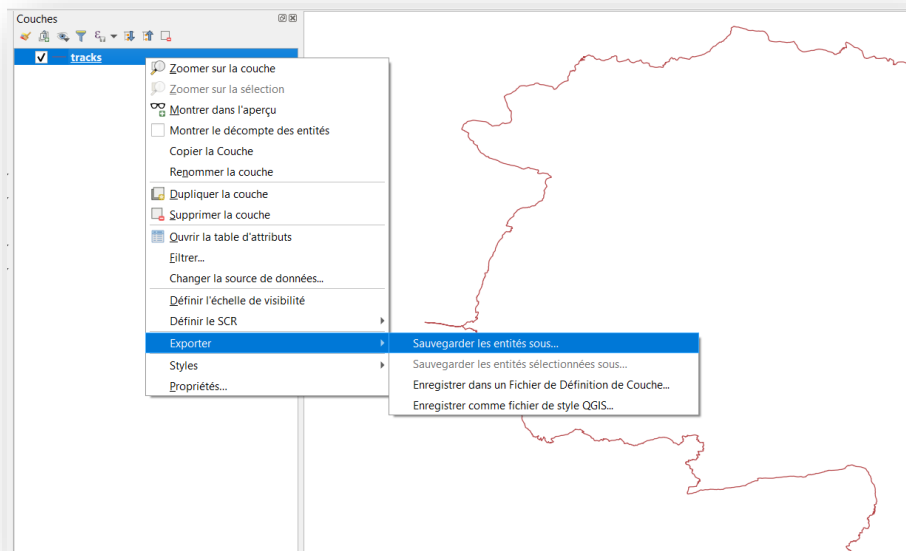 Couches
tracks
Zoomer sur la couche
Zoomer sur la sélection
Montrer dans l'aperçu
Montrer le décompte des entités
Copier la Couche
Renommer la couche
Dupliquer la couche
Supprimer la couche
Ouvrir la table d'attributs
Filtrer...
Changer la source de données...
Définir l'échelle de visibilité
Définir le SCR
Exporter
Sauvegarder les entités sous...
Sauvegarder les entités sélectionnées sous...
Styles
Enregistrer dans un Fichier de Définition de Couche...
Propriétés...
Enregistrer comme fichier de style QGIS...